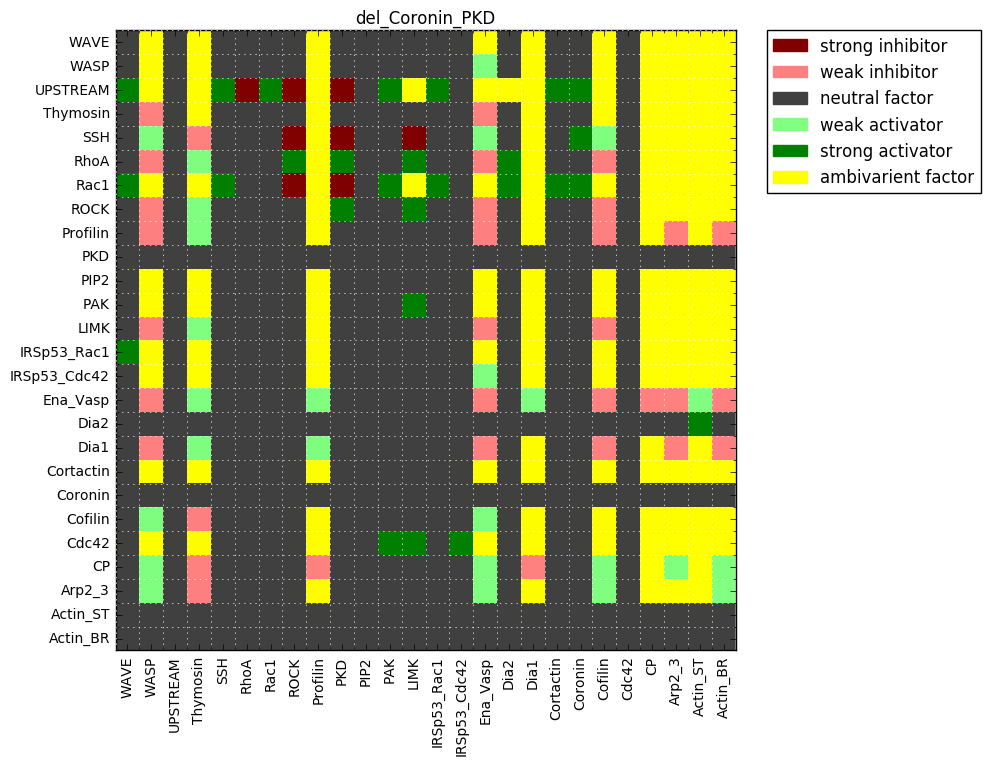 del_Coronin_PKD
strong inhibitor
weak inhibitor
neutral factor
weak activator
strong activator
ambivarient factor
WAVE
WASP
UPSTREAM
Thymosin
SSH
RhoA
Rac1
ROCK
Profilin
PKD
PIP2
PAK
LIMK
IRSp53_Rac1
IRSp53_Cdc42
Ena_Vasp
Dia2
Dia1
Cortactin
Coronin
Cofilin
Cdc42
CP
Arp2_3
Actin_ST
Actin_BR
WAVE
WASP
UPSTREAM
Thymosin
SSH
RhoA
Rac1
ROCK
Profilin
PKD
PIP2
PAK
LIMK
IRSp53_Rac1
IRSp53_Cdc42
Ena_Vasp
Dia2
Dia1
Cortactin
Coronin
Cofilin
Cdc42
CP
Arp2_3
Actin_ST
Actin_BR